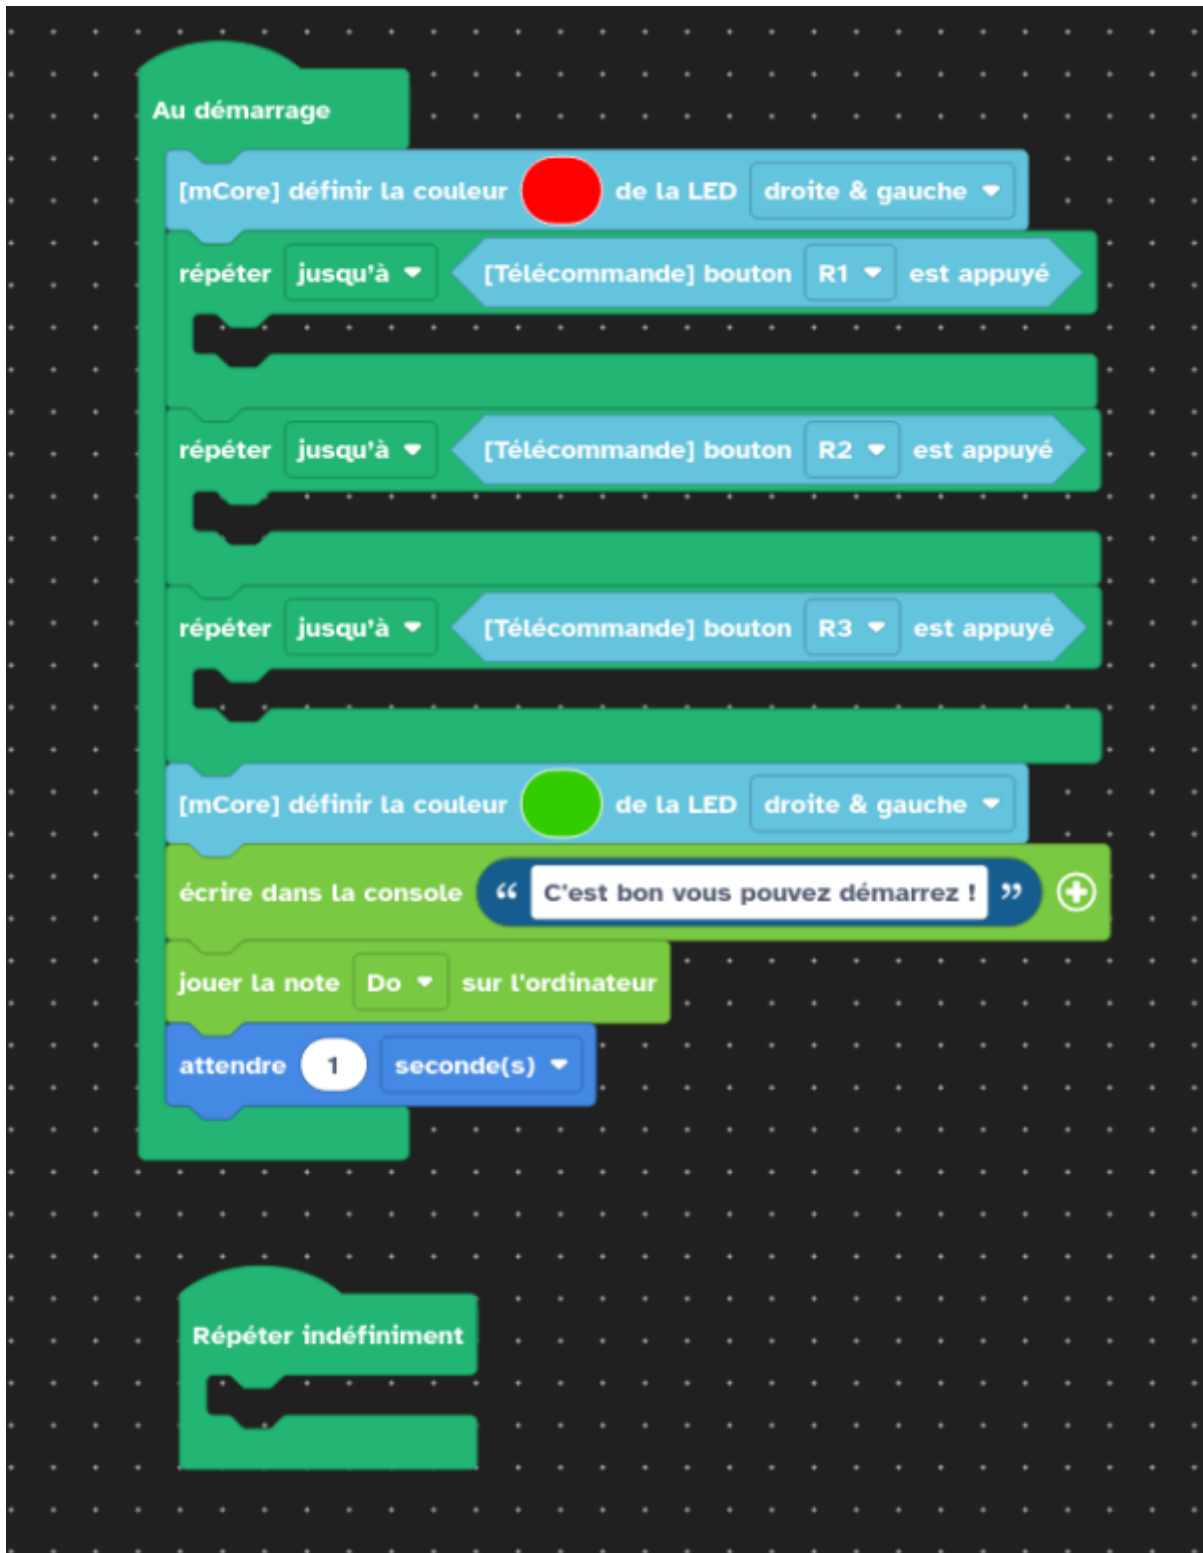 Au démarrage
[mCore] définir la couleur de la LED droite & gauche
répéter jusqu'à [Télécommande] bouton R1 est appuyé
répéter jusqu'à [Télécommande] bouton R2 est appuyé
répéter jusqu'à [Télécommande] bouton R3 est appuyé
[mCore] définir la couleur de la LED droite & gauche
écrire dans la console “ C'est bon vous pouvez démarrez ! ”
jouer la note Do sur l'ordinateur
attendre 1 seconde(s)
Répéter indéfiniment